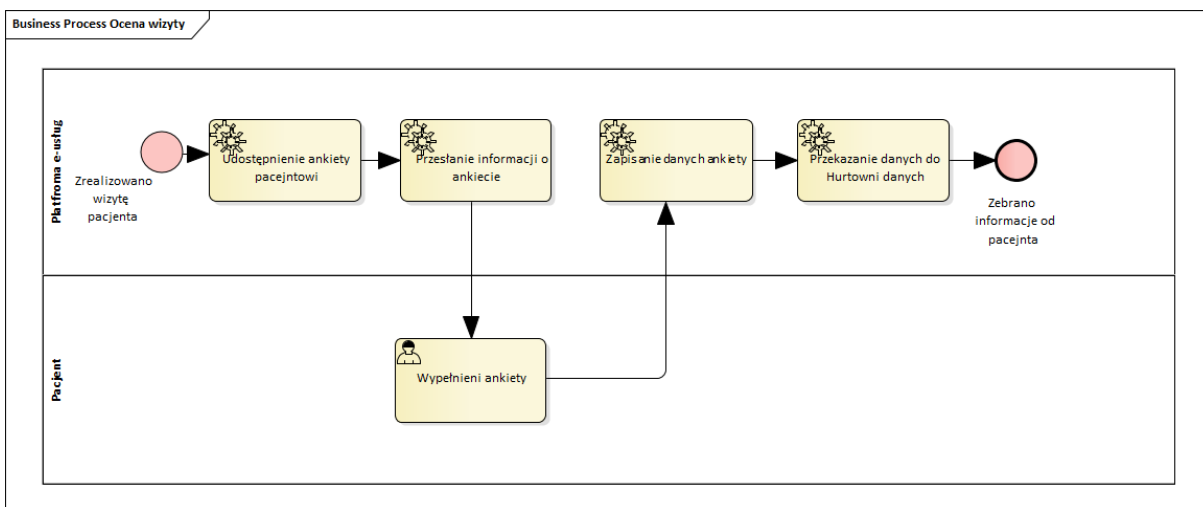 Business Process Ocena wizyty
Platfroma e-usług
Zrealizowano
wizytę
pacjenta
Udostępnienie ankiety
pacejntowi
Przesłanie informacji o
ankiecie
Zapisanie danych ankiety
Przekazanie danych do
Hurtowni danych
Zebrano
informacje od
pacejnta
Pacjent
Wypełnieni ankiety